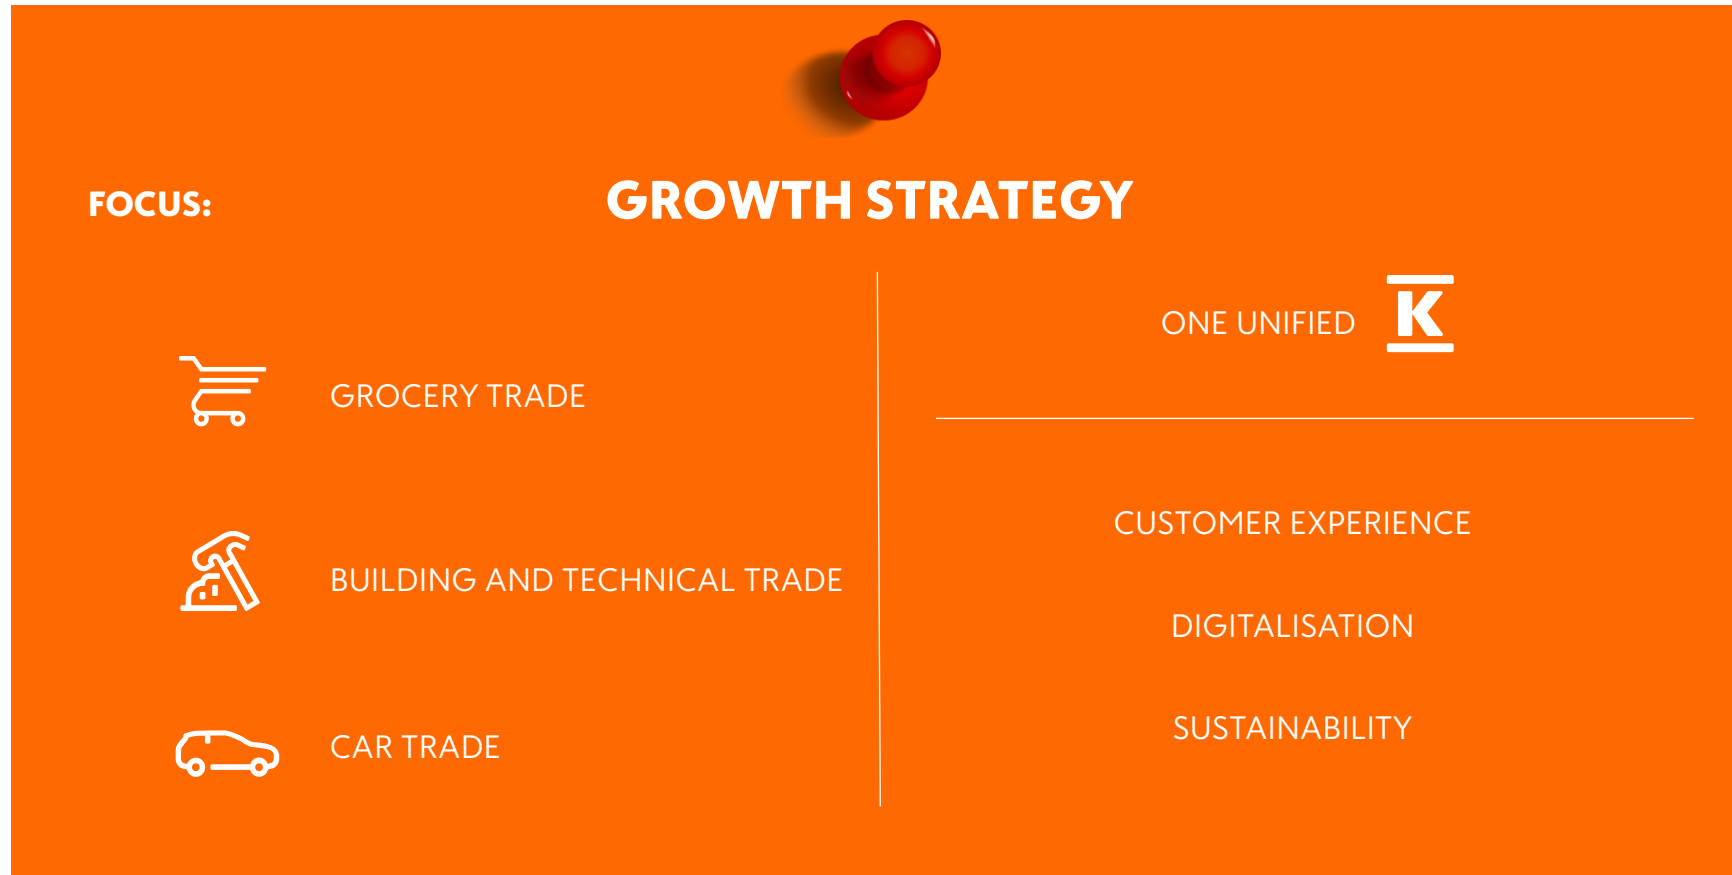 GROWTH STRATEGY
FOCUS:
GROCERY TRADE
BUILDING AND TECHNICAL TRADE
CAR TRADE
ONE UNIFIED K
CUSTOMER EXPERIENCE
DIGITALISATION
SUSTAINABILITY